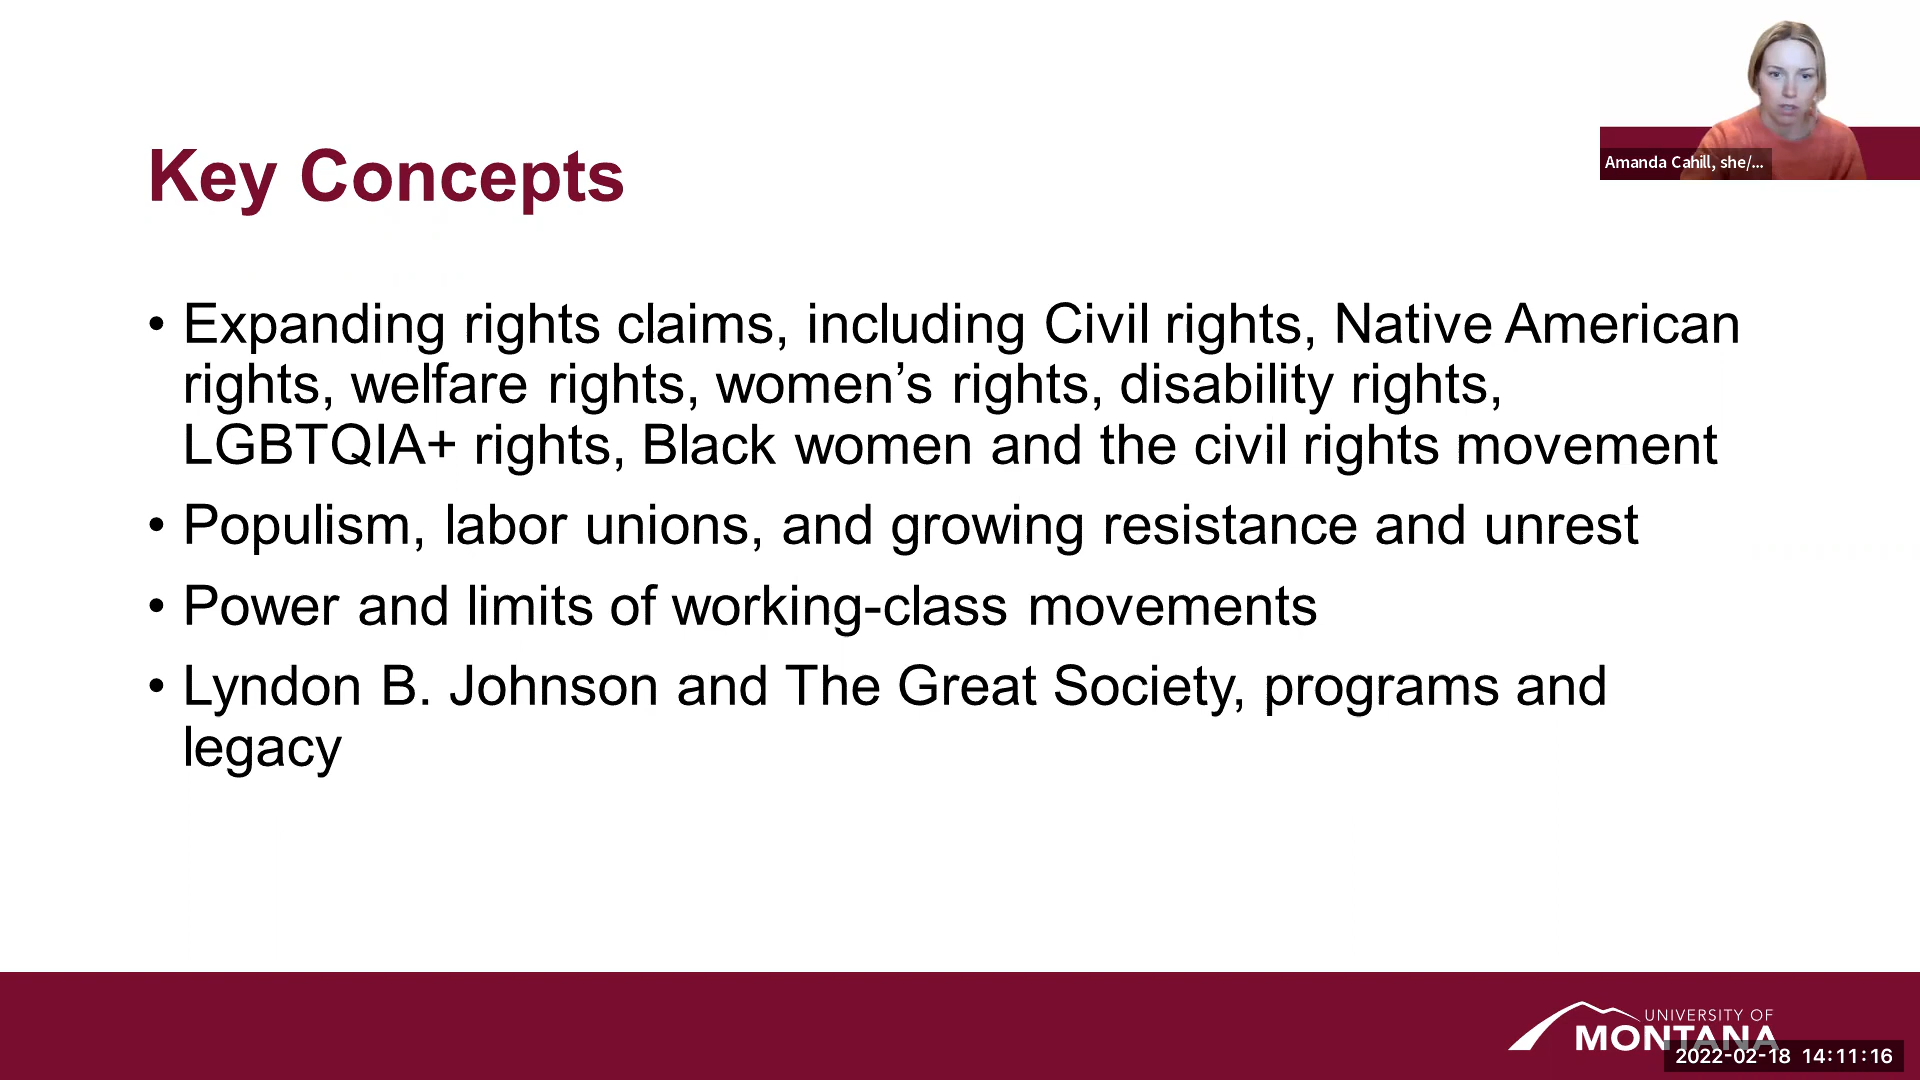 Amanda Cahill, she/...
Key Concepts
• Expanding rights claims, including Civil rights, Native American
rights, welfare rights, women’s rights, disability rights,
LGBTQIA+ rights, Black women and the civil rights movement
• Populism, labor unions, and growing resistance and unrest
• Power and limits of working-class movements
• Lyndon B. Johnson and The Great Society, programs and
legacy
UNIVERSITY OF
MONTANA
2022-02-18 14:11:16